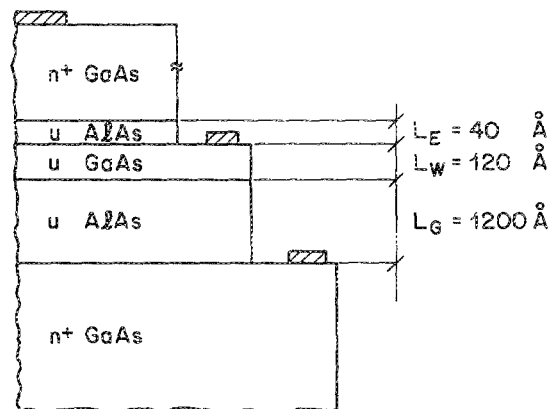 n+ GaAs
u AlAs
u GaAs
u AlAs
n+ GaAs
L_E = 40 Å
L_W = 120 Å
L_G = 1200 Å